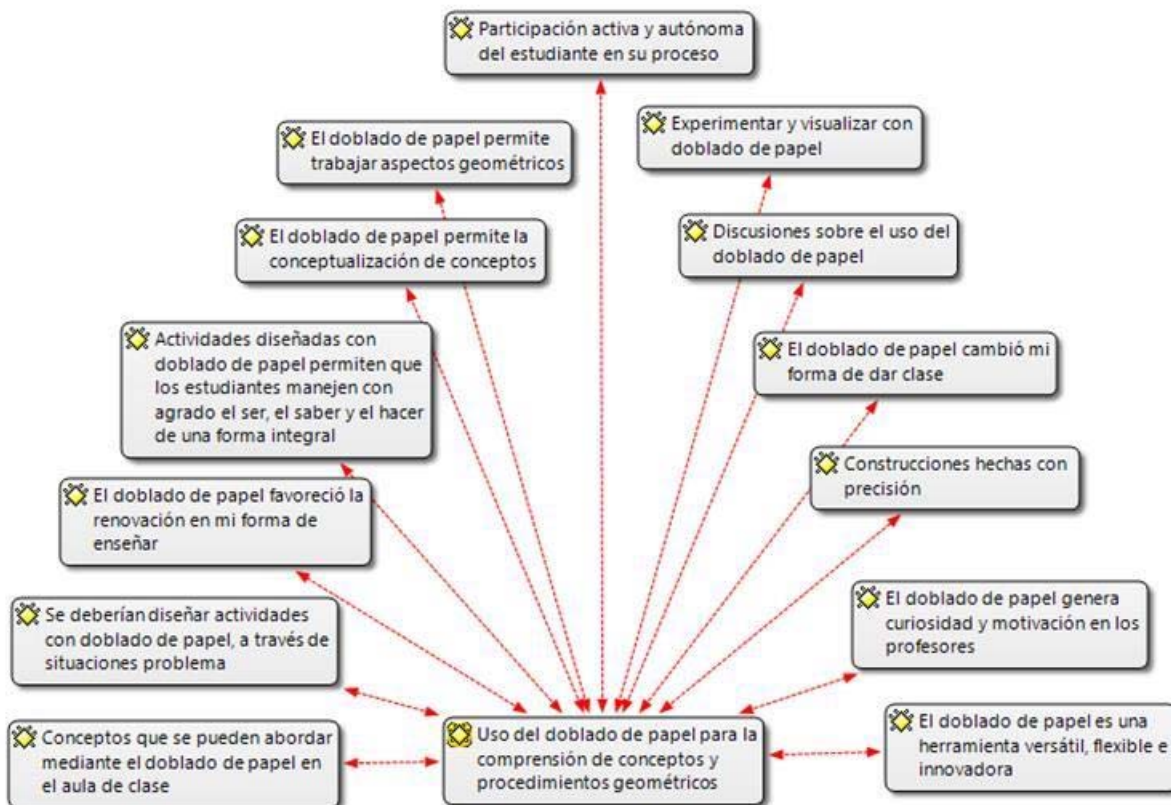 Participación activa y autónoma
del estudiante en su proceso
El doblado de papel permite
trabajar aspectos geométricos
Experimentar y visualizar con
doblado de papel
El doblado de papel permite la
conceptualización de conceptos
Discusiones sobre el uso del
doblado de papel
Actividades diseñadas con
doblado de papel permiten que
los estudiantes manejen con
agrado el ser, el saber y el hacer
de una forma integral
El doblado de papel cambió mi
forma de dar clase
El doblado de papel favoreció la
renovación en mi forma de
enseñar
Construcciones hechas con
precisión
Se deberían diseñar actividades
con doblado de papel, a través de
situaciones problema
El doblado de papel genera
curiosidad y motivación en los
profesores
Conceptos que se pueden abordar
mediante el doblado de papel en
el aula de clase
Uso del doblado de papel para la
comprensión de conceptos y
procedimientos geométricos
El doblado de papel es una
herramienta versátil, flexible e
innovadora